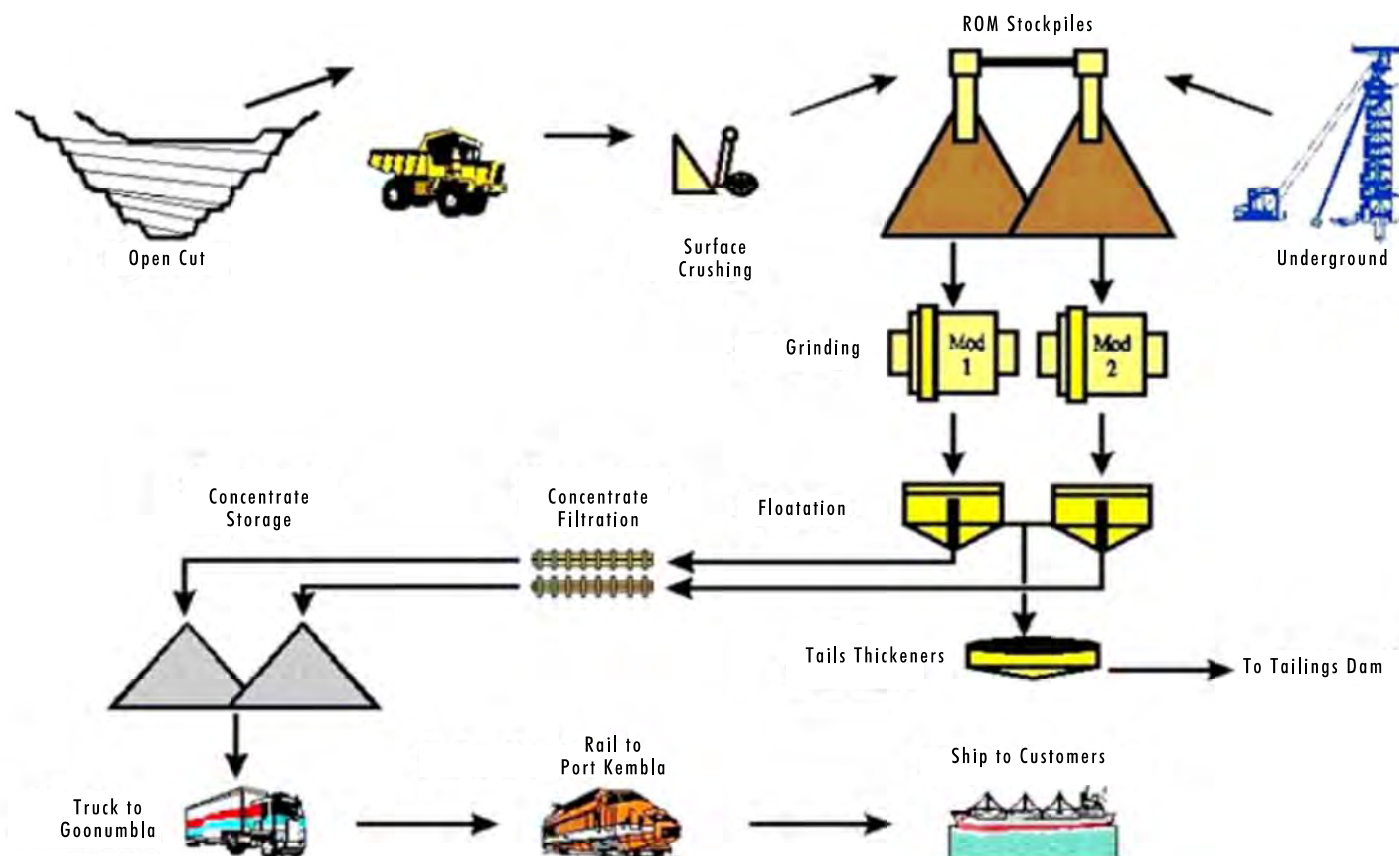 ROM Stockpiles
Open Cut
Surface
Crushing
Underground
Grinding
Mod
1
Mod
2
Concentrate
Storage
Concentrate
Filtration
Floatation
Tails Thickeners
To Tailings Dam
Truck to
Goonumbla
Rail to
Port Kembla
Ship to Customers